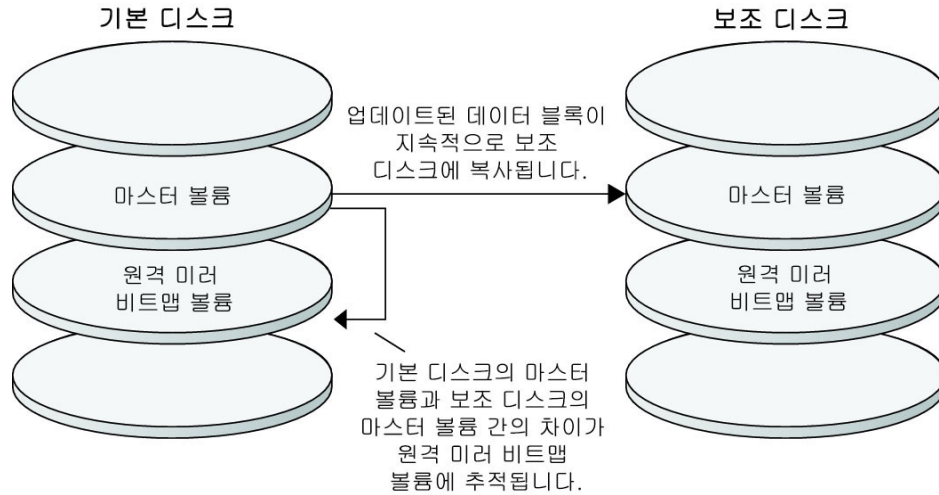 기본 디스크
보조 디스크
업데이트된 데이터 블록이
지속적으로 보조
디스크에 복사됩니다.
마스터 볼륨
마스터 볼륨
원격 미러
비트맵 볼륨
원격 미러
비트맵 볼륨
기본 디스크의 마스터
볼륨과 보조 디스크의
마스터 볼륨 간의 차이가
원격 미러 비트맵
볼륨에 추적됩니다.